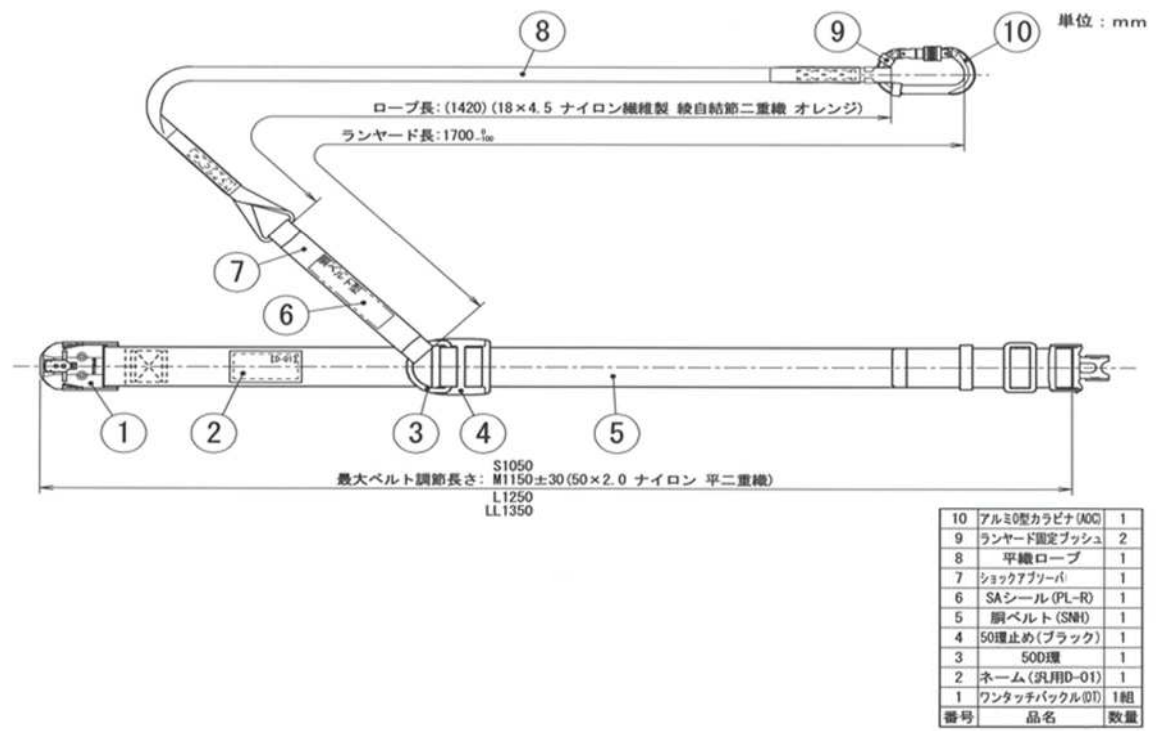 単位：mm
8
9
10
ロープ長：(1420)(18×4.5 ナイロン繊維製 綾自結節二重織 オレンジ)
ランヤード長：1700 0/-100
7
胴ベルト型
6
D-01
1
2
3
4
5
S1050
最大ベルト調節長さ：M1150±30(50×2.0 ナイロン 平二重織)
L1250
LL1350
10 アルミO型カラビナ(AOC) 1
9 ランヤード固定ブッシュ 2
8 平織ロープ 1
7 ショックアブソーバ 1
6 SAシール(PL-R) 1
5 胴ベルト(SNH) 1
4 50環止め(ブラック) 1
3 50D環 1
2 ネーム(汎用D-01) 1
1 ワンタッチバックル(OT) 1組
番号 品名 数量